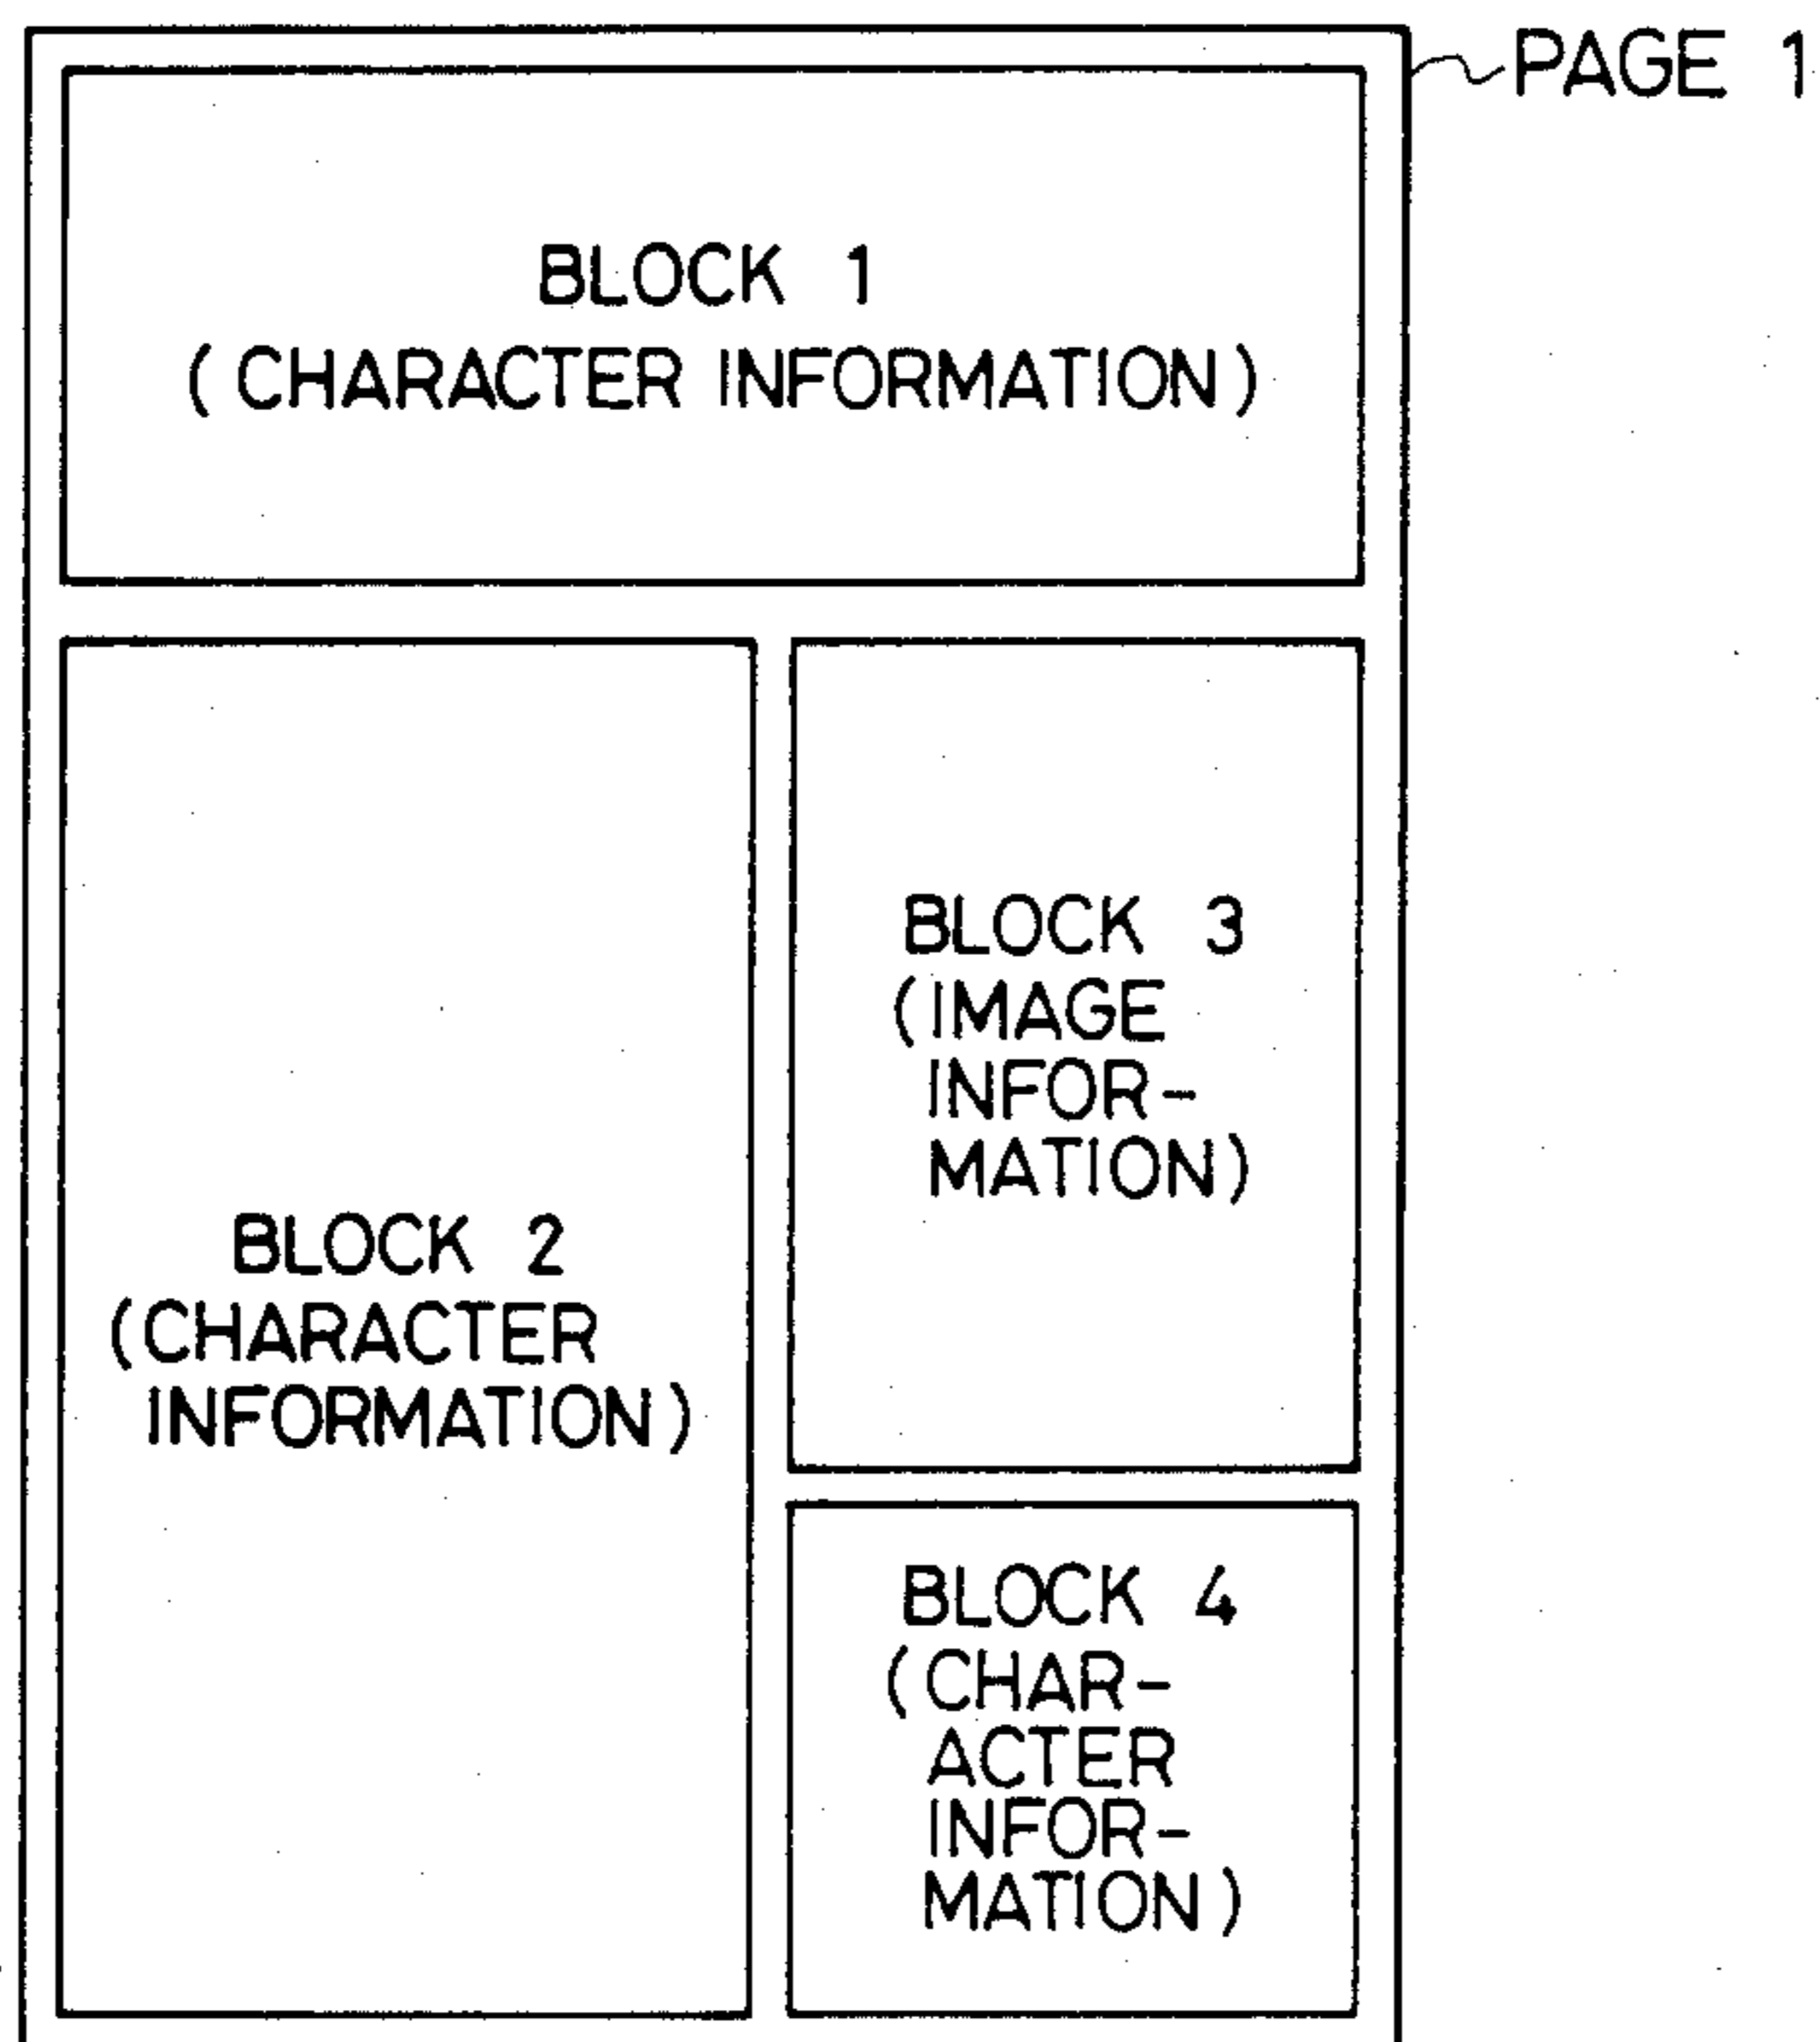 PAGE 1
BLOCK 1
(CHARACTER INFORMATION)
BLOCK 2
(CHARACTER
INFORMATION)
BLOCK 3
(IMAGE
INFOR-
MATION)
BLOCK 4
(CHAR-
ACTER
INFOR-
MATION)